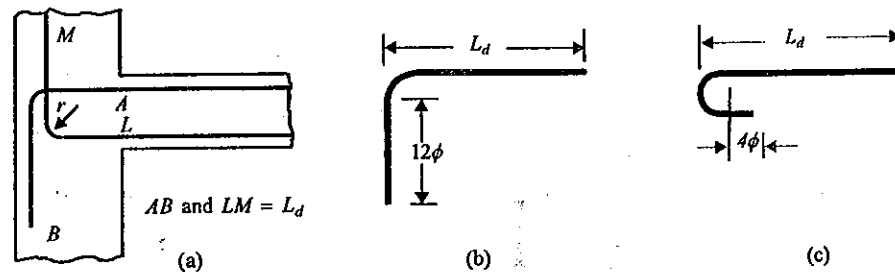 M
r
A
L
B
AB and LM = L_d
(a)
L_d
12φ
(b)
L_d
4φ
(c)